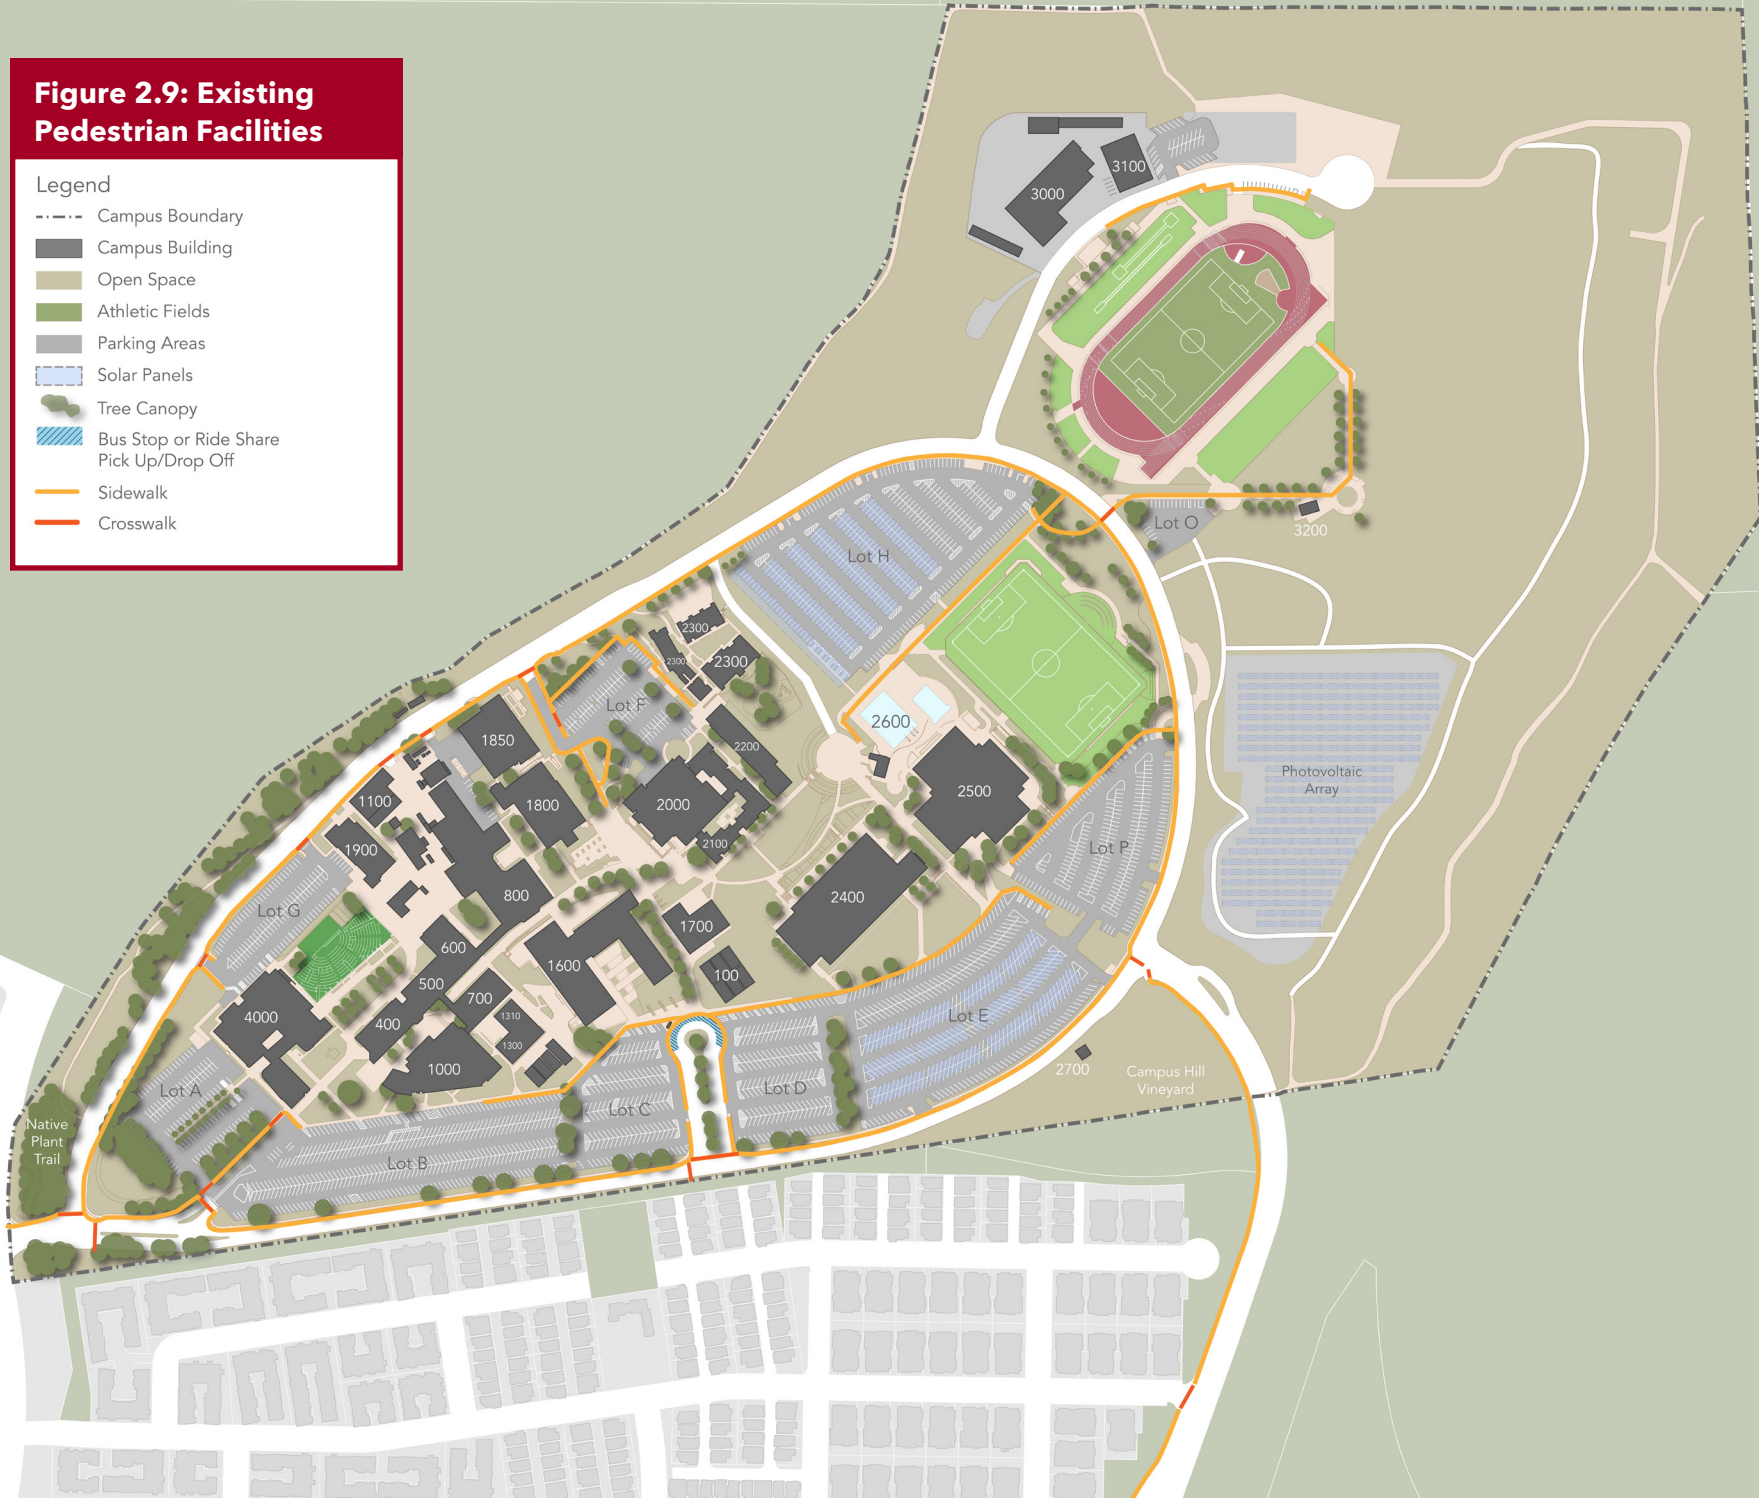 Figure 2.9: Existing
Pedestrian Facilities
Legend
Campus Boundary
Campus Building
Open Space
Athletic Fields
Parking Areas
Solar Panels
Tree Canopy
Bus Stop or Ride Share
Pick Up/Drop Off
Sidewalk
Crosswalk
3100
3000
Lot O
3200
Lot H
2300
2300
2300
Lot F
2600
2200
1850
Photovoltaic
Array
2500
1100
1800
2000
2100
1900
Lot P
800
2400
Lot G
1700
600
1600
100
500
700
4000
400
1310
Lot E
1300
1000
2700
Campus Hill
Vineyard
Lot A
Lot D
Lot C
Native
Plant
Trail
Lot B